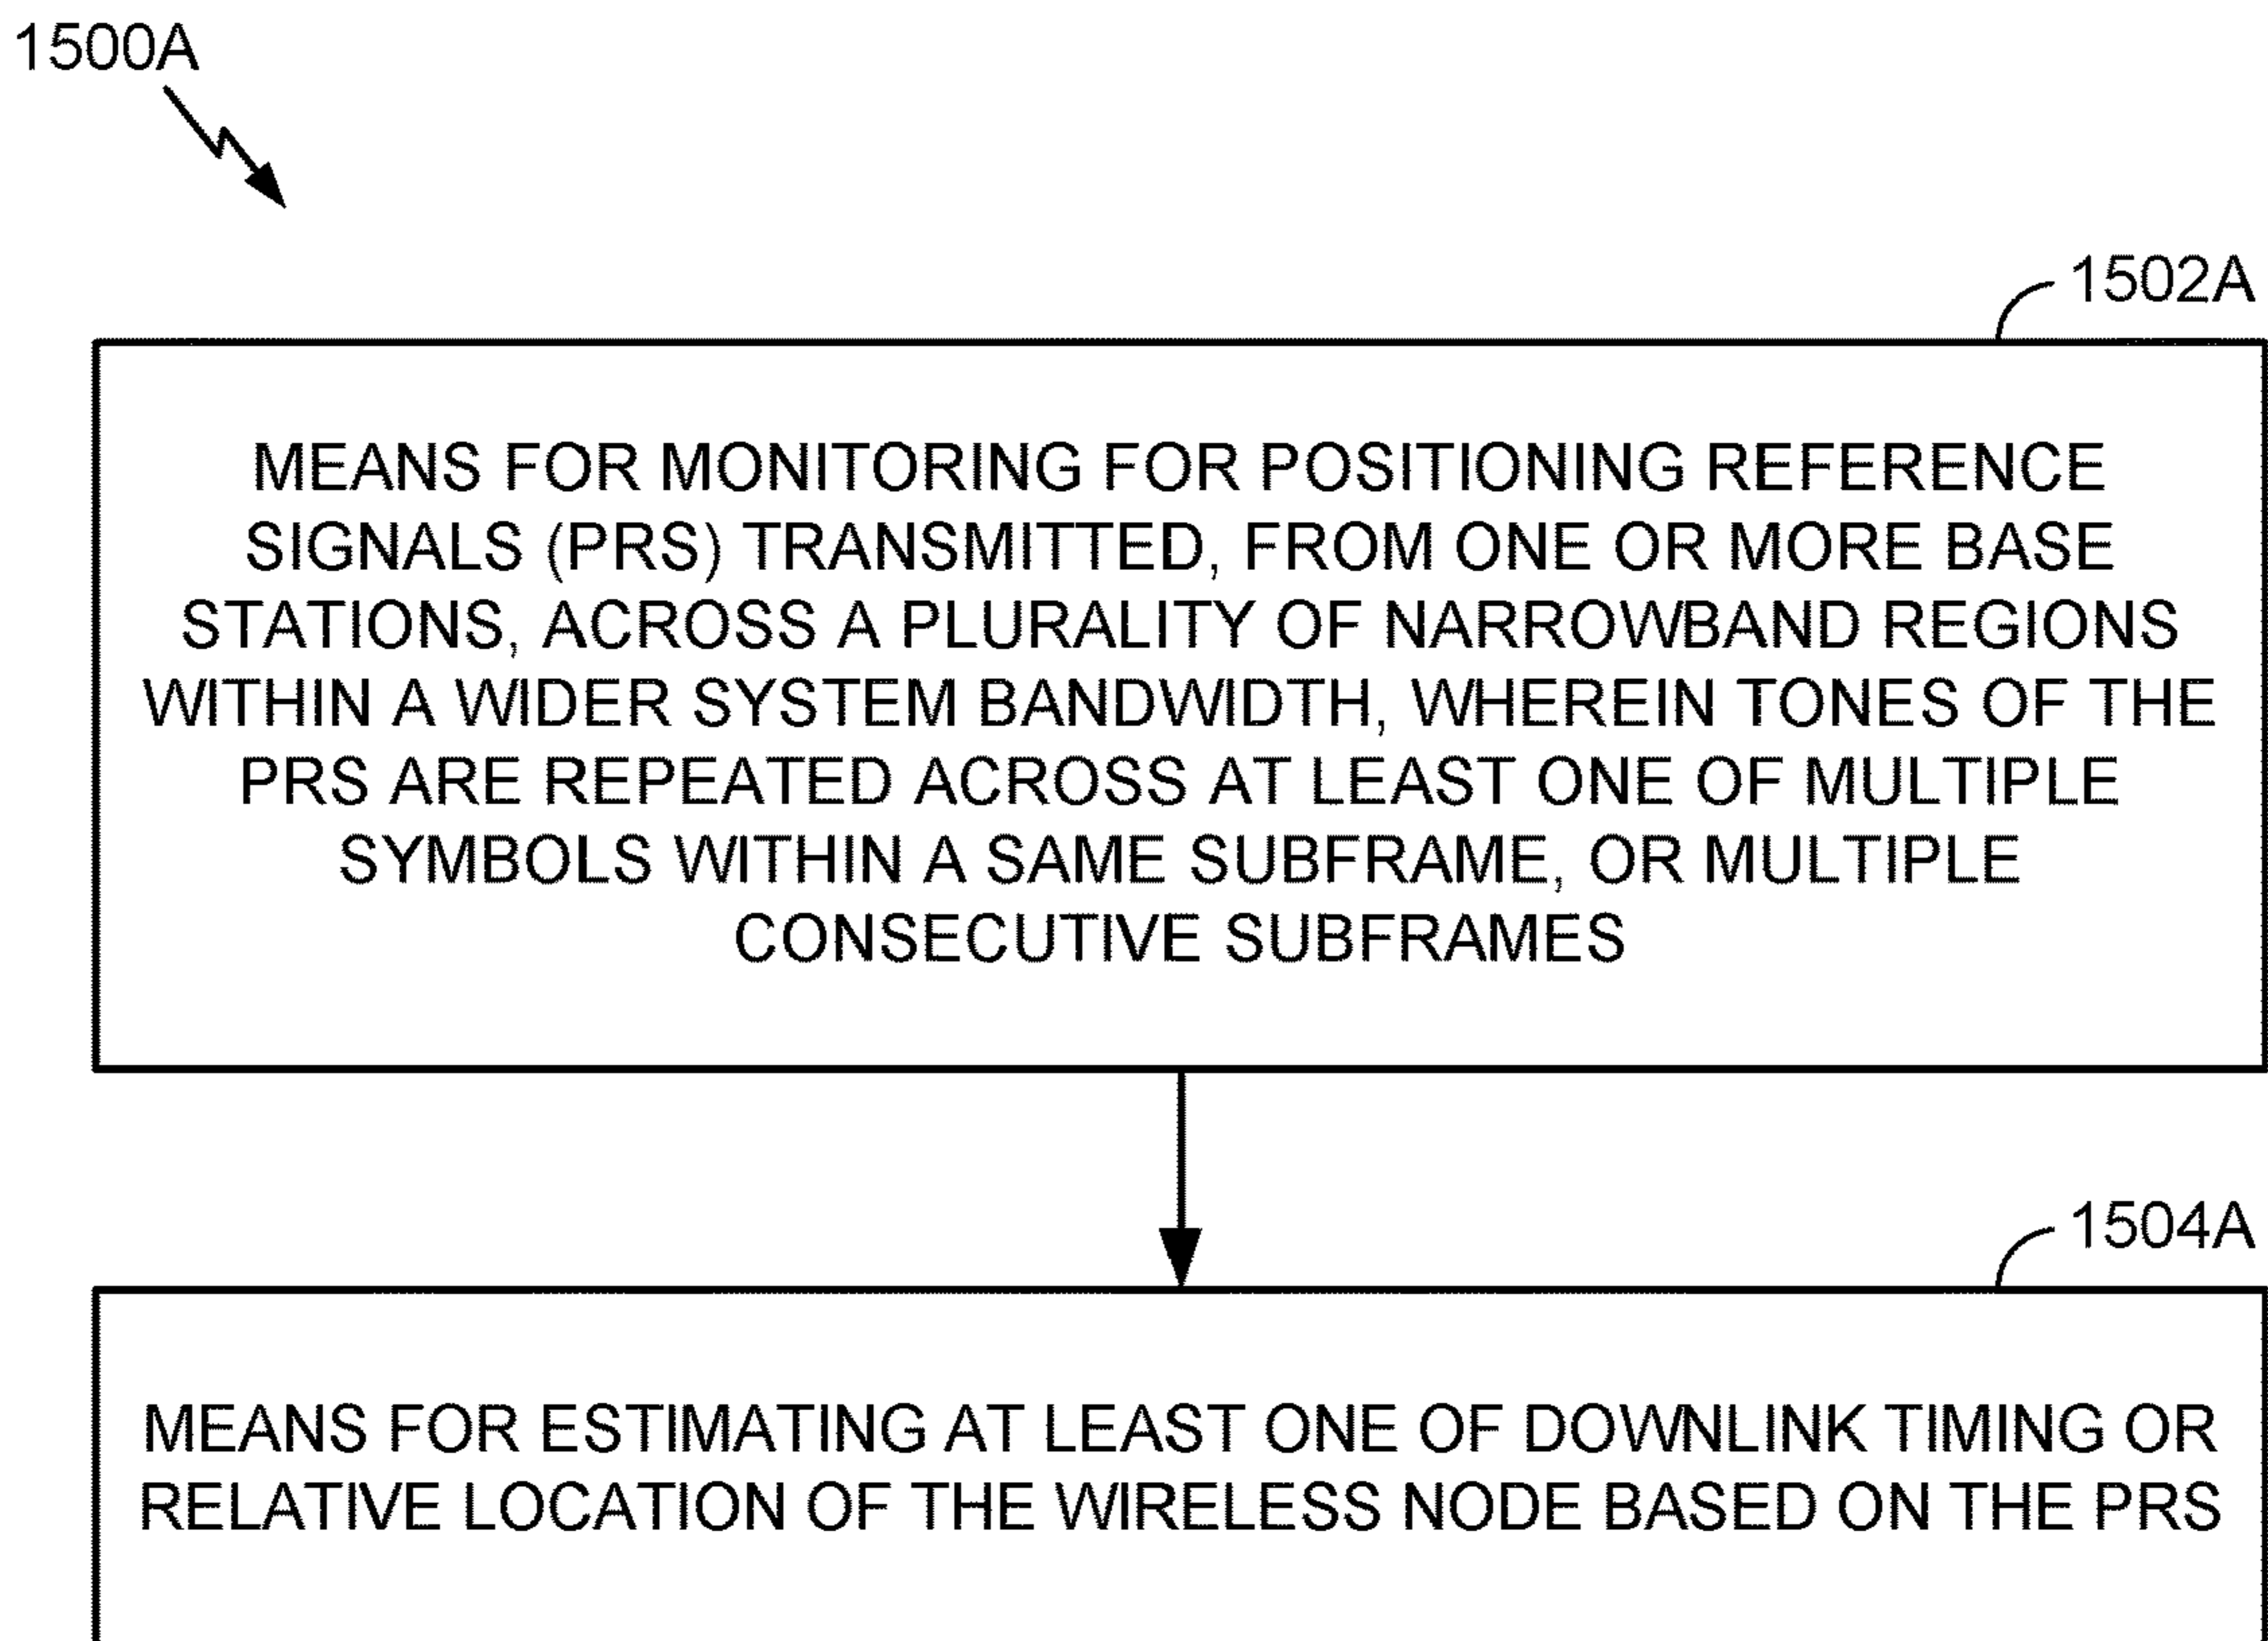 1500A
1502A
MEANS FOR MONITORING FOR POSITIONING REFERENCE
SIGNALS (PRS) TRANSMITTED, FROM ONE OR MORE BASE
STATIONS, ACROSS A PLURALITY OF NARROWBAND REGIONS
WITHIN A WIDER SYSTEM BANDWIDTH, WHEREIN TONES OF THE
PRS ARE REPEATED ACROSS AT LEAST ONE OF MULTIPLE
SYMBOLS WITHIN A SAME SUBFRAME, OR MULTIPLE
CONSECUTIVE SUBFRAMES
1504A
MEANS FOR ESTIMATING AT LEAST ONE OF DOWNLINK TIMING OR
RELATIVE LOCATION OF THE WIRELESS NODE BASED ON THE PRS